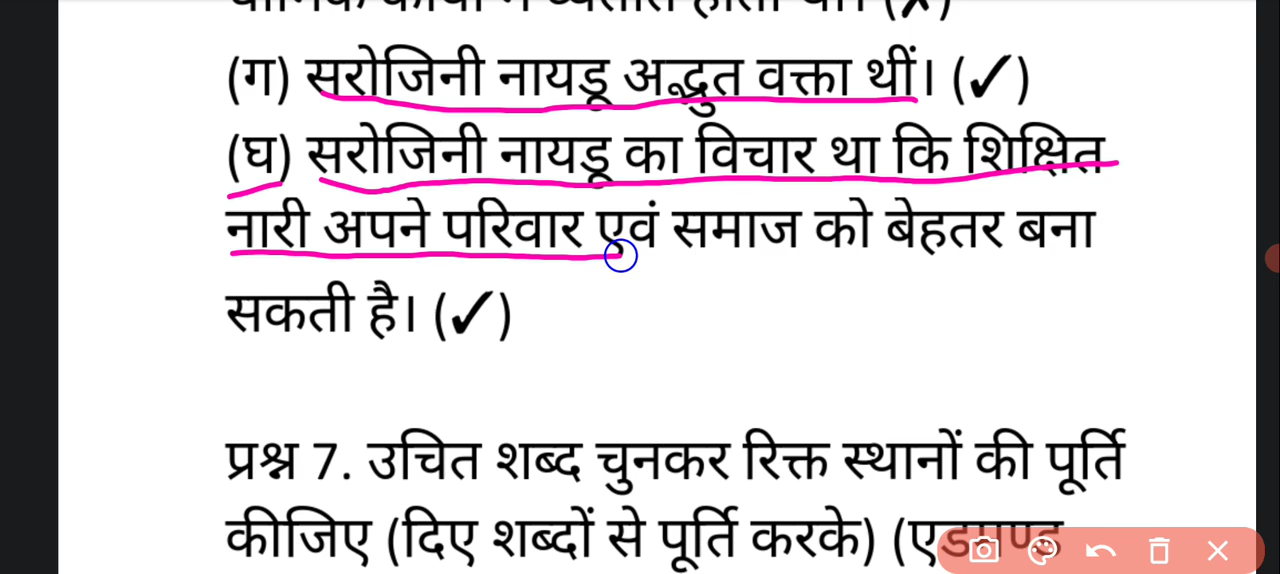 (ग) सरोजिनी नायडू अद्भुत वक्ता थीं। (✓)
(घ) सरोजिनी नायडू का विचार था कि शिक्षित
नारी अपने परिवार एवं समाज को बेहतर बना
सकती है। (✓)
प्रश्न 7. उचित शब्द चुनकर रिक्त स्थानों की पूर्ति
कीजिए (दिए शब्दों से पूर्ति करके)